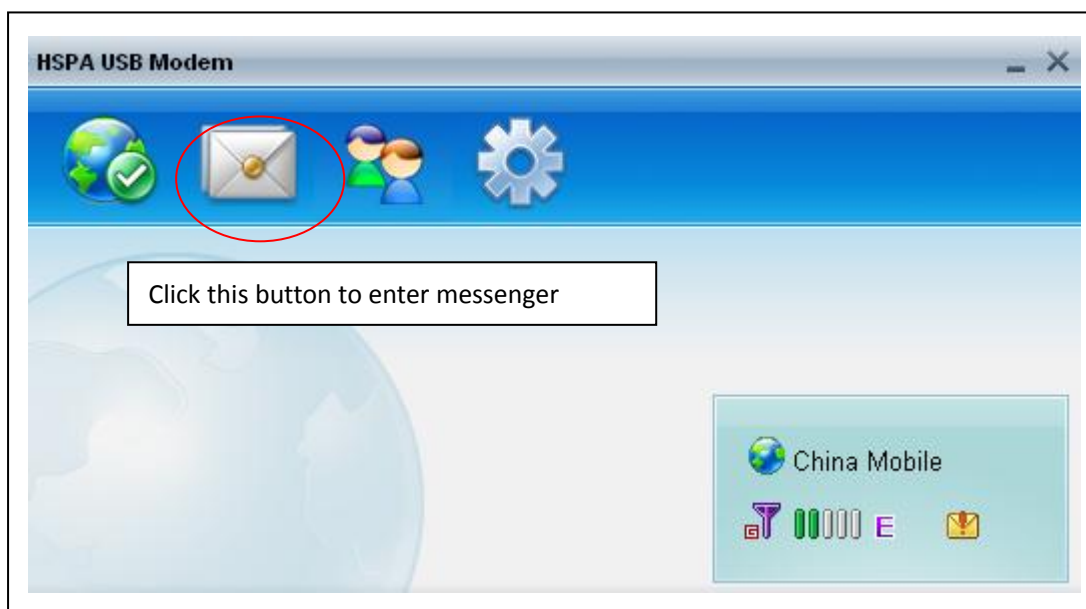 HSPA USB Modem
Click this button to enter messenger
China Mobile
G
E